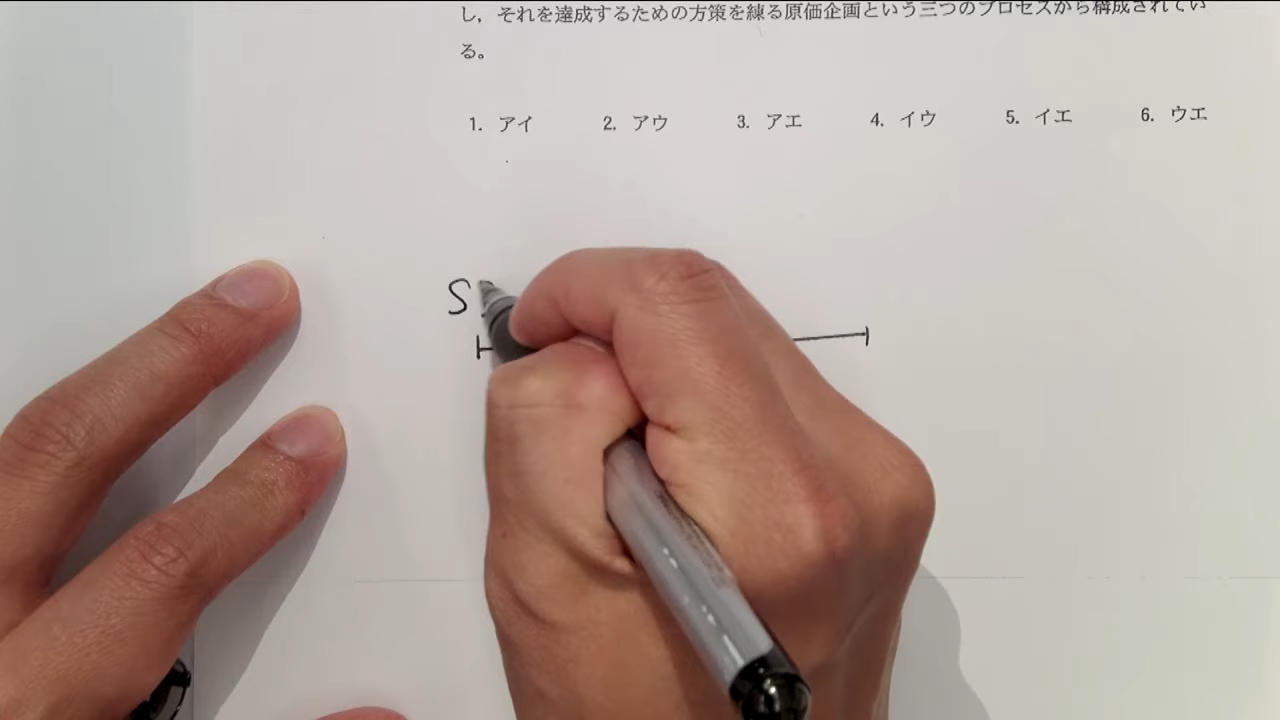 し，それを達成するための方策を練る原価企画という三つのプロセスから構成されてい
る。
1. アイ 2. アウ 3. アエ 4. イウ 5. イエ 6. ウエ
S